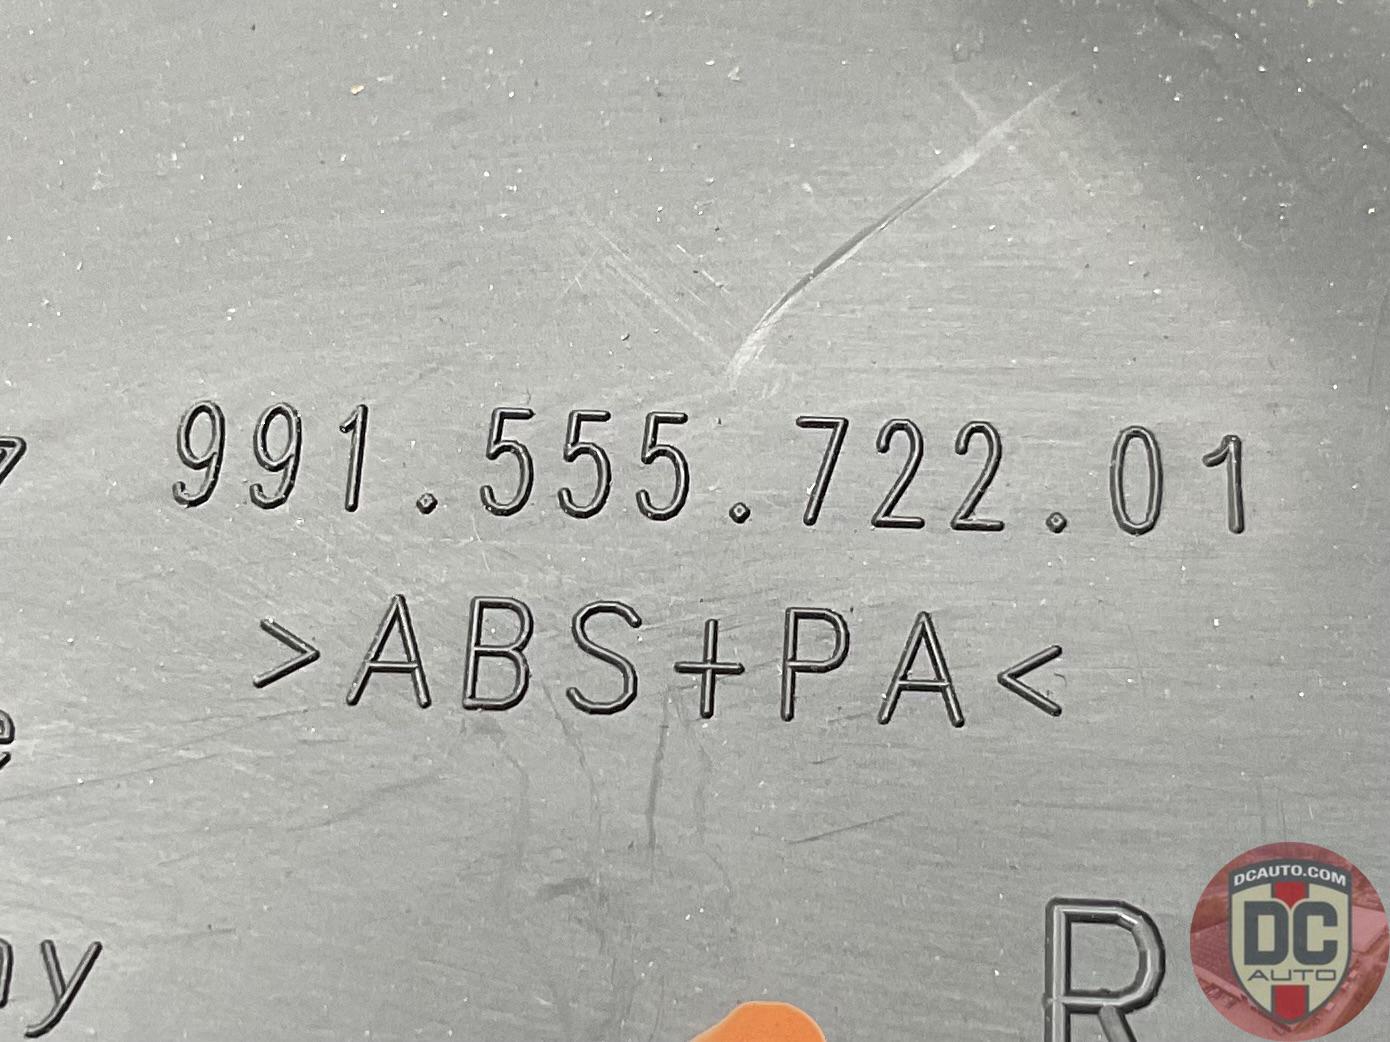 991.555.722.01
>ABS+PA<
R
DCAUTO.COM
DC
AUTO